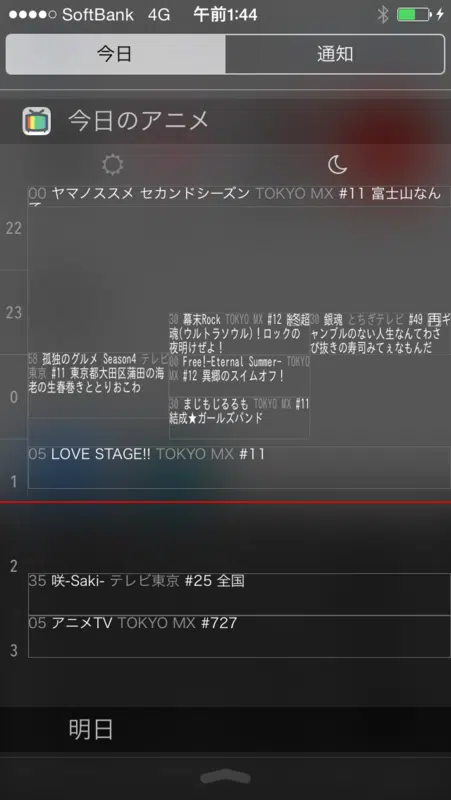 SoftBank 4G 午前1:44
今日 通知
今日のアニメ
00 ヤマノススメ セカンドシーズン TOKYO MX #11 富士山なん
て
22
23
30 幕末Rock TOKYO MX #12 終
魂(ウルトラソウル)！ロックの
夜明けぜよ！
30 銀魂 とちぎテレビ #49 再ギ
ャンブルのない人生なんてわさ
び抜きの寿司みてぇなもんだ
58 孤独のグルメ Season4 テレビ
東京 #11 東京都大田区蒲田の海
老の生春巻きととりおこわ
00 Free!-Eternal Summer- TOKYO
MX #12 異郷のスイムオフ！
0
30 まじもじるるも TOKYO MX #11
結成★ガールズバンド
05 LOVE STAGE!! TOKYO MX #11
1
2
35 咲-Saki- テレビ東京 #25 全国
05 アニメTV TOKYO MX #727
3
明日